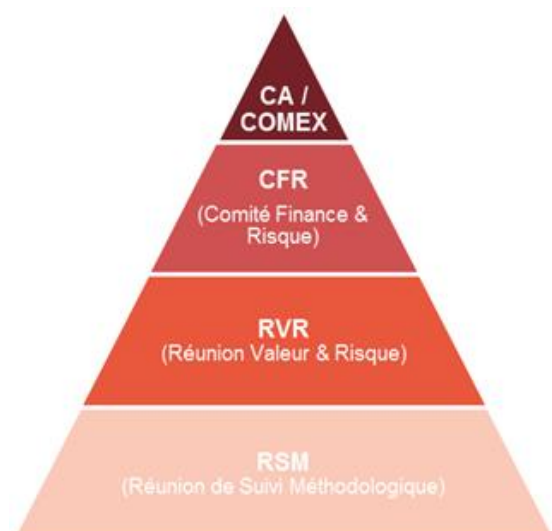 CA /
COMEX
CFR
(Comité Finance &
Risque)
RVR
(Réunion Valeur & Risque)
RSM
(Réunion de Suivi Méthodologique)